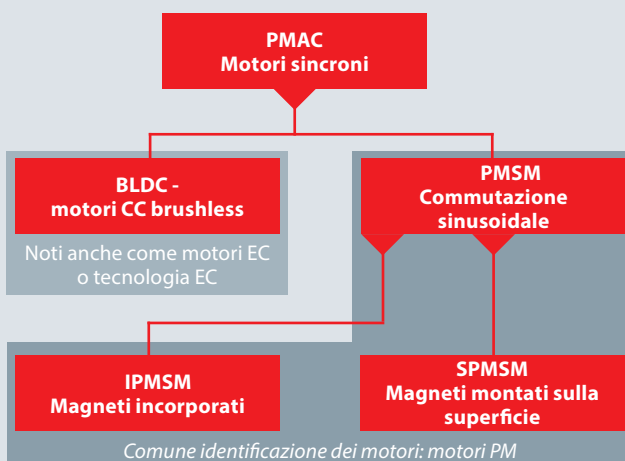 PMAC
Motori sincroni
BLDC -
motori CC brushless
Noti anche come motori EC
o tecnologia EC
PMSM
Commutazione
sinusoidale
IPMSM
Magneti incorporati
SPMSM
Magneti montati sulla
superficie
Comune identificazione dei motori: motori PM